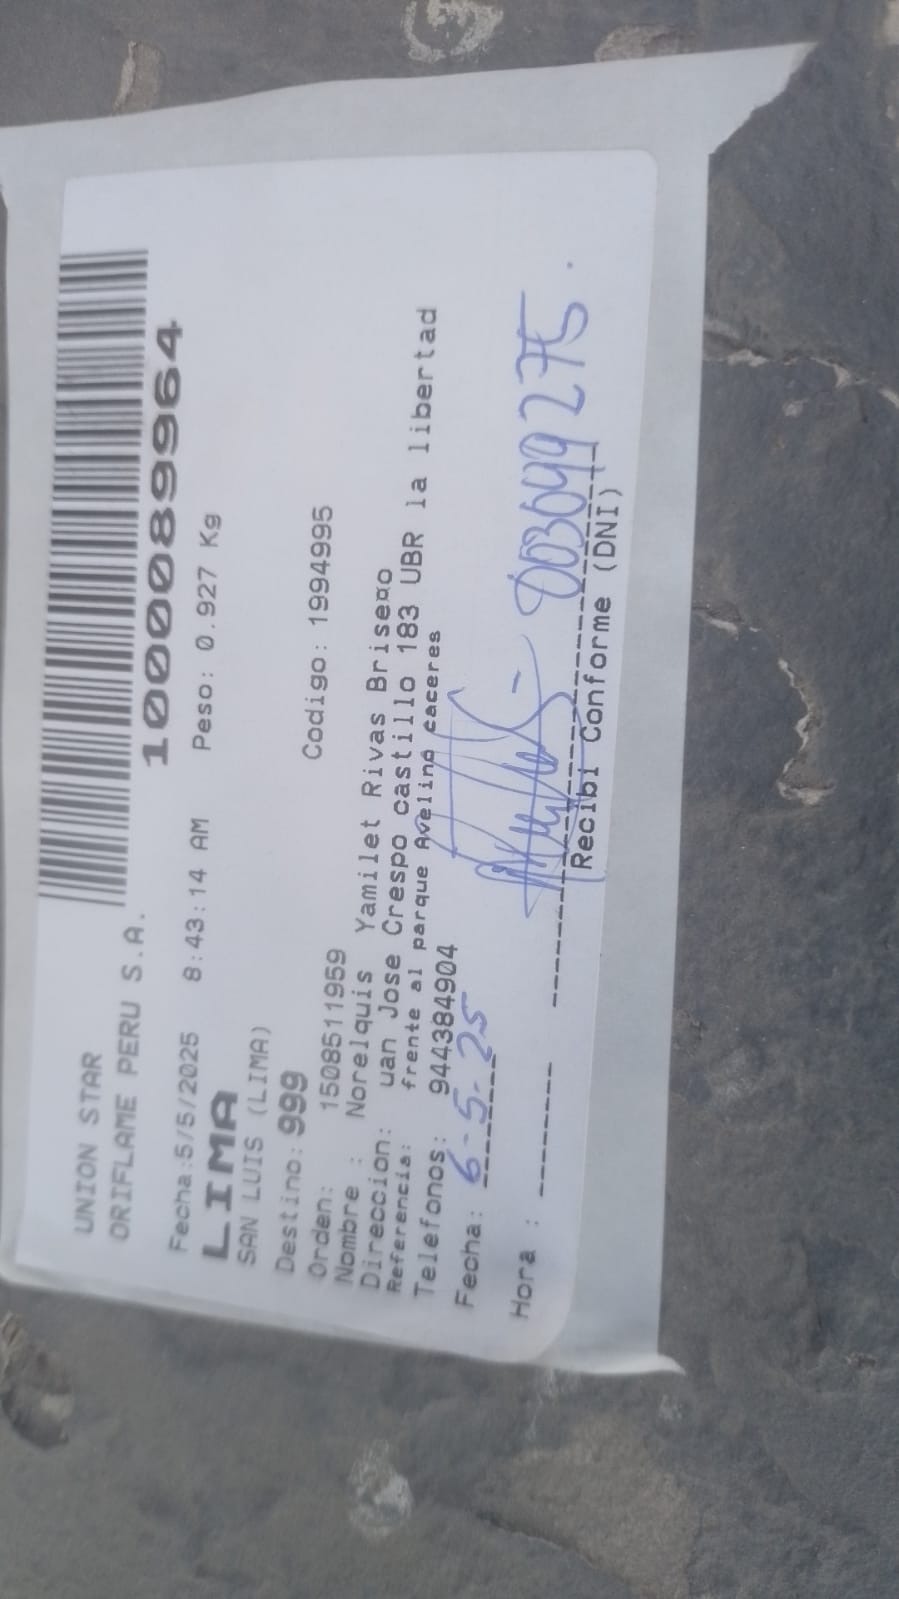 UNION STAR
ORIFLAME PERU S.A.
1000089964
Fecha:5/5/2025 8:43:14 AM Peso: 0.927 Kg
LIMA
SAN LUIS (LIMA)
Destino: 999
Orden: 1508511959 Codigo: 1994995
Nombre : Norelquis Yamilet Rivas Brise¤o
Direccion: uan Jose Crespo castillo 183 UBR la libertad
Referencia: frente al parque Avelino caceres
Telefonos: 944384904
Fecha: 6-5-25
Hora :
Recibi Conforme (DNI)